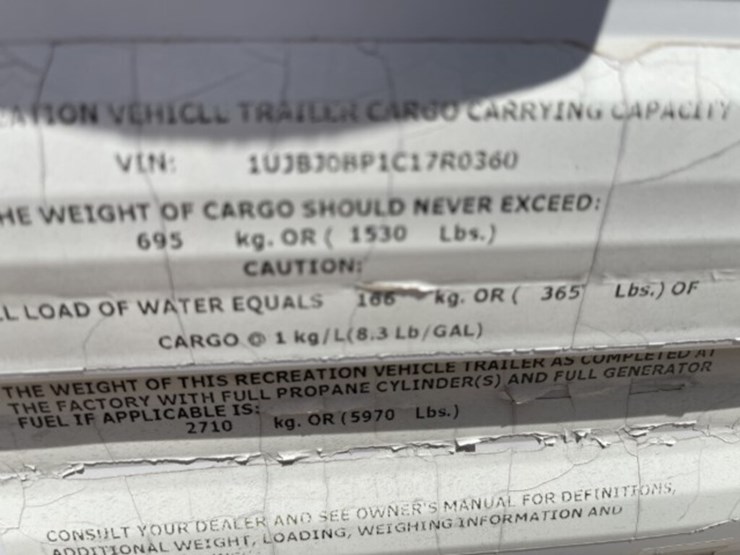 ATION VEHICLE TRAILER CARGO CARRYING CAPACITY
VIN: 1UJBJ0BP1C17R0360
HE WEIGHT OF CARGO SHOULD NEVER EXCEED:
695 kg. OR ( 1530 Lbs.)
CAUTION:
LL LOAD OF WATER EQUALS 166 kg. OR ( 365 Lbs.) OF
CARGO @ 1 kg/L(8.3 Lb/GAL)
THE WEIGHT OF THIS RECREATION VEHICLE TRAILER AS COMPLETED AT
THE FACTORY WITH FULL PROPANE CYLINDER(S) AND FULL GENERATOR
FUEL IF APPLICABLE IS:
2710 kg. OR (5970 Lbs.)
CONSULT YOUR DEALER AND SEE OWNER'S MANUAL FOR DEFINITIONS,
ADDITIONAL WEIGHT, LOADING, WEIGHING INFORMATION AND